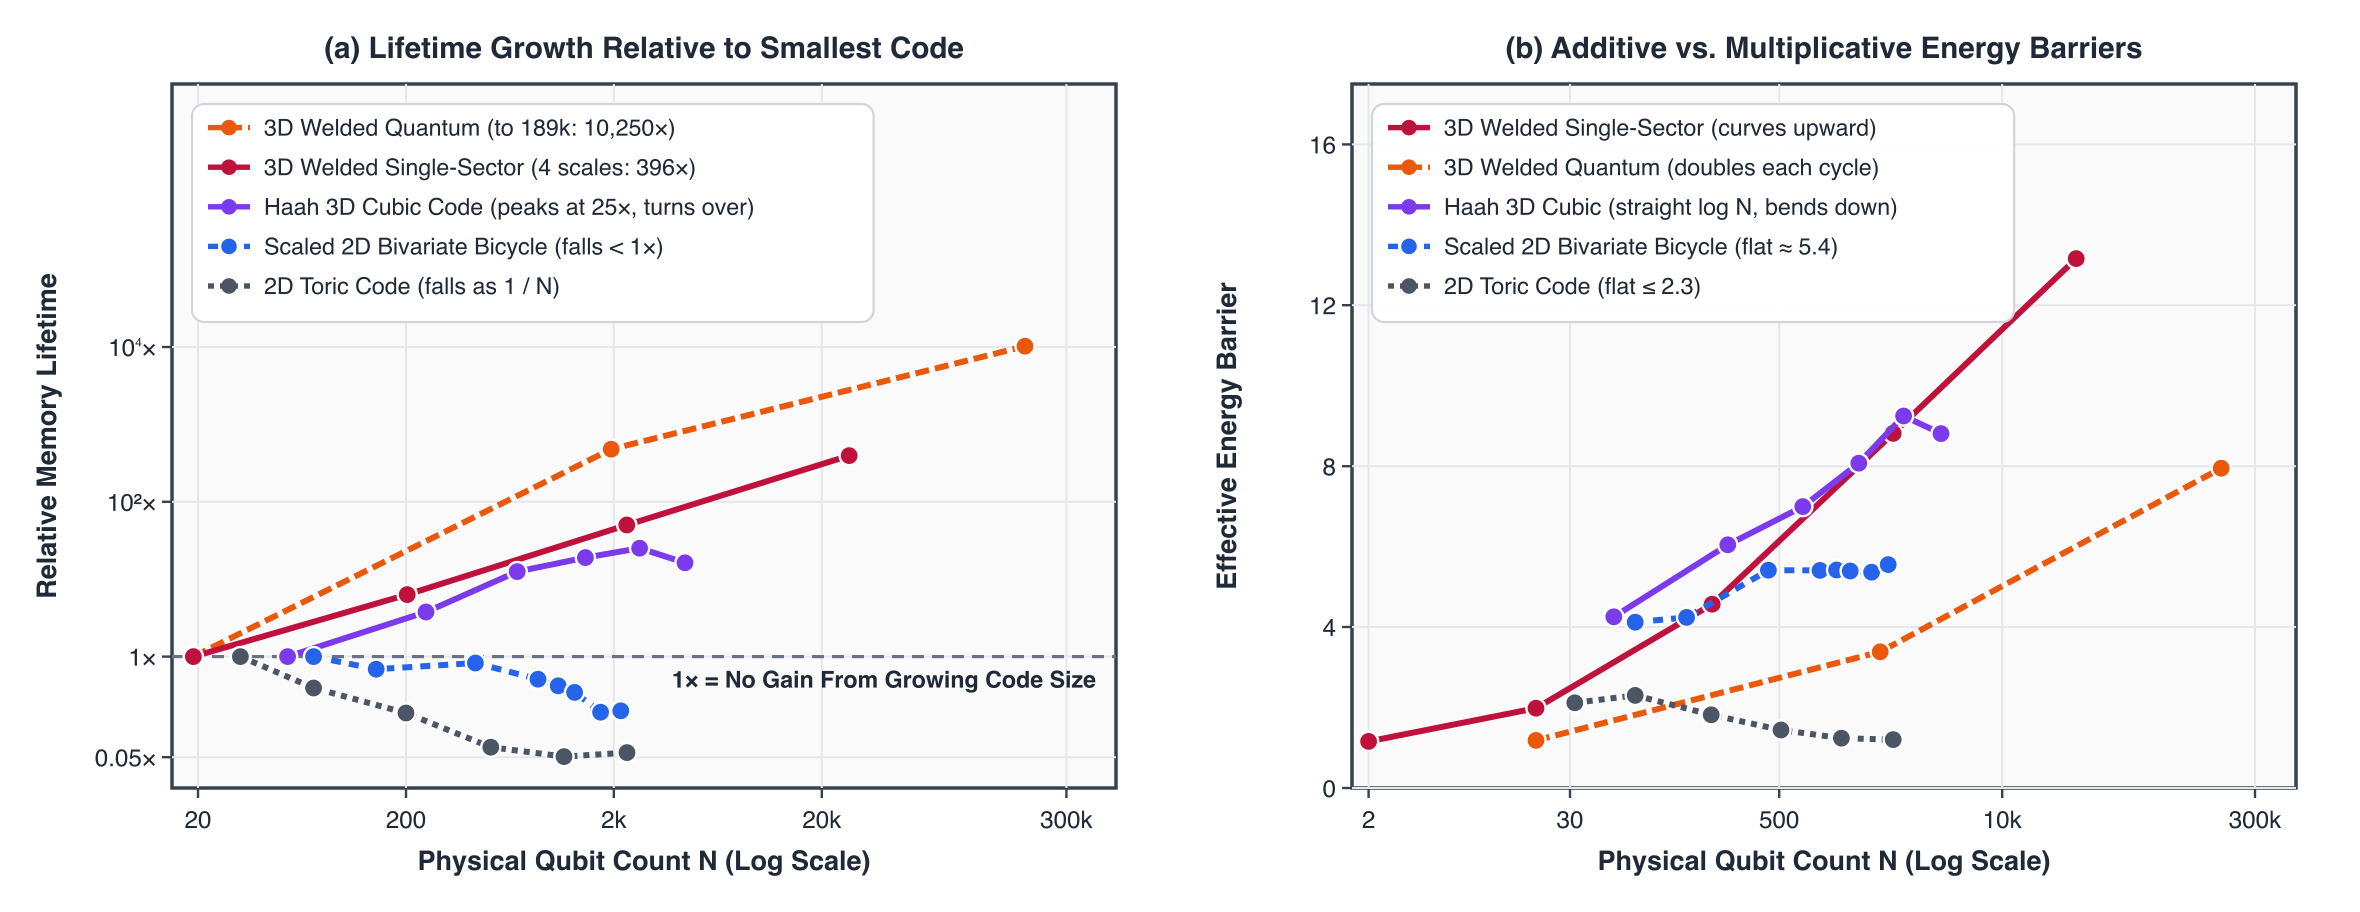 (a) Lifetime Growth Relative to Smallest Code
3D Welded Quantum (to 189k: 10,250×)
3D Welded Single-Sector (4 scales: 396×)
Haah 3D Cubic Code (peaks at 25×, turns over)
Scaled 2D Bivariate Bicycle (falls < 1×)
2D Toric Code (falls as 1 / N)
Relative Memory Lifetime
10⁴×
10²×
1×
0.05×
1× = No Gain From Growing Code Size
20
200
2k
20k
300k
Physical Qubit Count N (Log Scale)
(b) Additive vs. Multiplicative Energy Barriers
3D Welded Single-Sector (curves upward)
3D Welded Quantum (doubles each cycle)
Haah 3D Cubic (straight log N, bends down)
Scaled 2D Bivariate Bicycle (flat ≈ 5.4)
2D Toric Code (flat ≤ 2.3)
Effective Energy Barrier
16
12
8
4
0
2
30
500
10k
300k
Physical Qubit Count N (Log Scale)